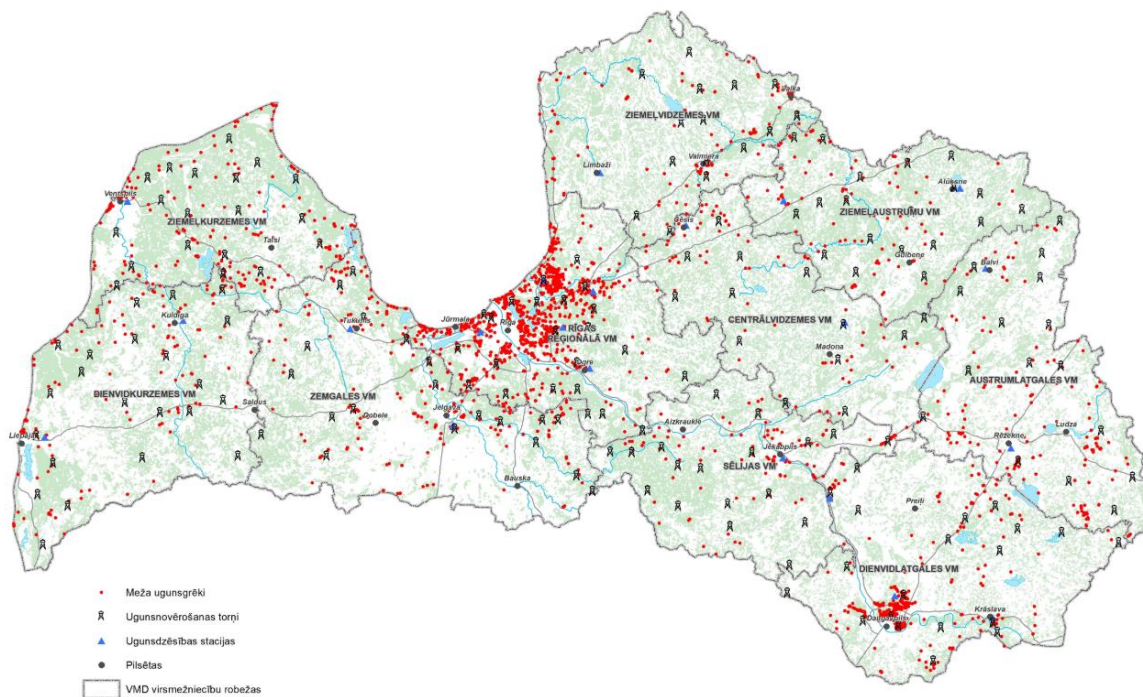 Valka
ZIEMEĻVIDZEMES VM
Limbaži
Valmiera
Alūksne
Ventspils
ZIEMEĻKURZEMES VM
Talsi
Cēsis
ZIEMEĻAUSTRUMU VM
Gulbene
Balvi
Kuldīga
Tukums
Jūrmala
Rīga
RĪGAS
REĢIONĀLĀ VM
CENTRĀLVIDZEMES VM
Madona
Ogre
AUSTRUMLATGALES VM
DIENVIDKURZEMES VM
ZEMGALES VM
Saldus
Dobele
Jelgava
Aizkraukle
Liepāja
Jēkabpils
SĒLIJAS VM
Rēzekne
Ludza
Bauska
Preiļi
DIENVIDLATGALES VM
Daugavpils
Krāslava
Meža ugunsgrēki
Ugunsnovērošanas torņi
Ugunsdzēsības stacijas
Pilsētas
VMD virsmežniecību robežas